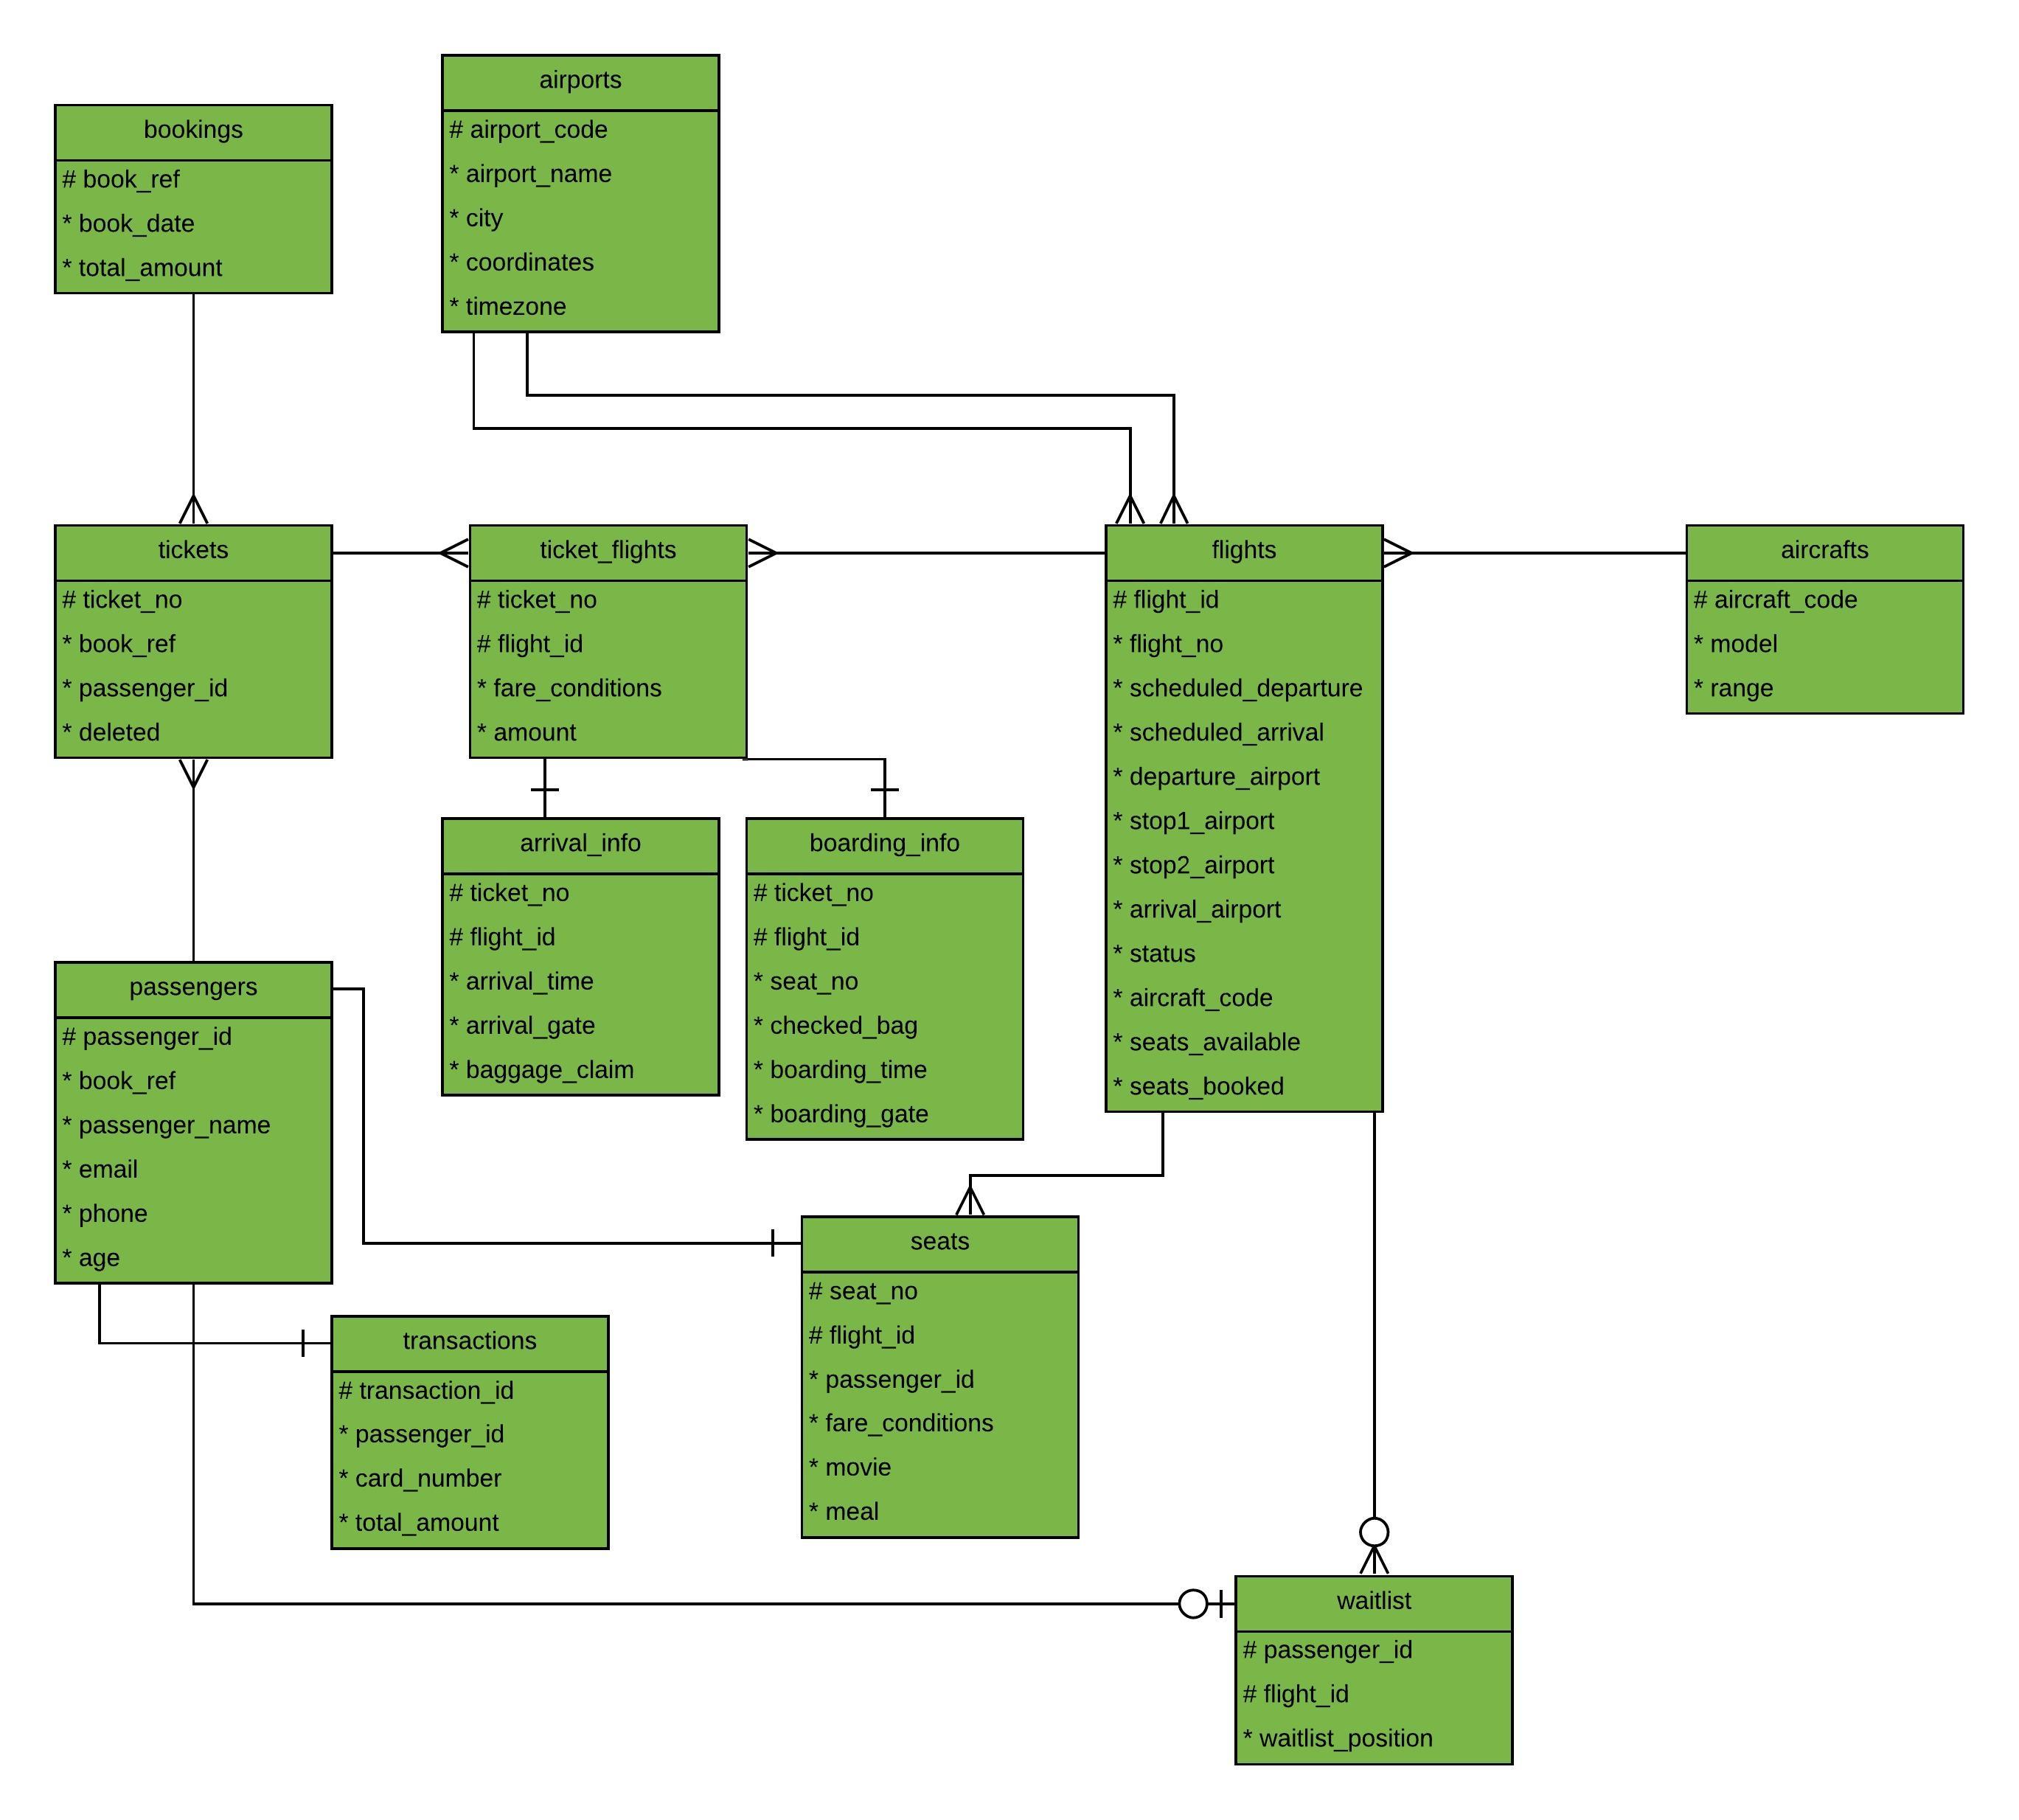 airports
# airport_code
* airport_name
* city
* coordinates
* timezone
bookings
# book_ref
* book_date
* total_amount
tickets
# ticket_no
* book_ref
* passenger_id
* deleted
ticket_flights
# ticket_no
# flight_id
* fare_conditions
* amount
flights
# flight_id
* flight_no
* scheduled_departure
* scheduled_arrival
* departure_airport
* stop1_airport
* stop2_airport
* arrival_airport
* status
* aircraft_code
* seats_available
* seats_booked
aircrafts
# aircraft_code
* model
* range
arrival_info
# ticket_no
# flight_id
* arrival_time
* arrival_gate
* baggage_claim
boarding_info
# ticket_no
# flight_id
* seat_no
* checked_bag
* boarding_time
* boarding_gate
passengers
# passenger_id
* book_ref
* passenger_name
* email
* phone
* age
seats
# seat_no
# flight_id
* passenger_id
* fare_conditions
* movie
* meal
transactions
# transaction_id
* passenger_id
* card_number
* total_amount
waitlist
# passenger_id
# flight_id
* waitlist_position